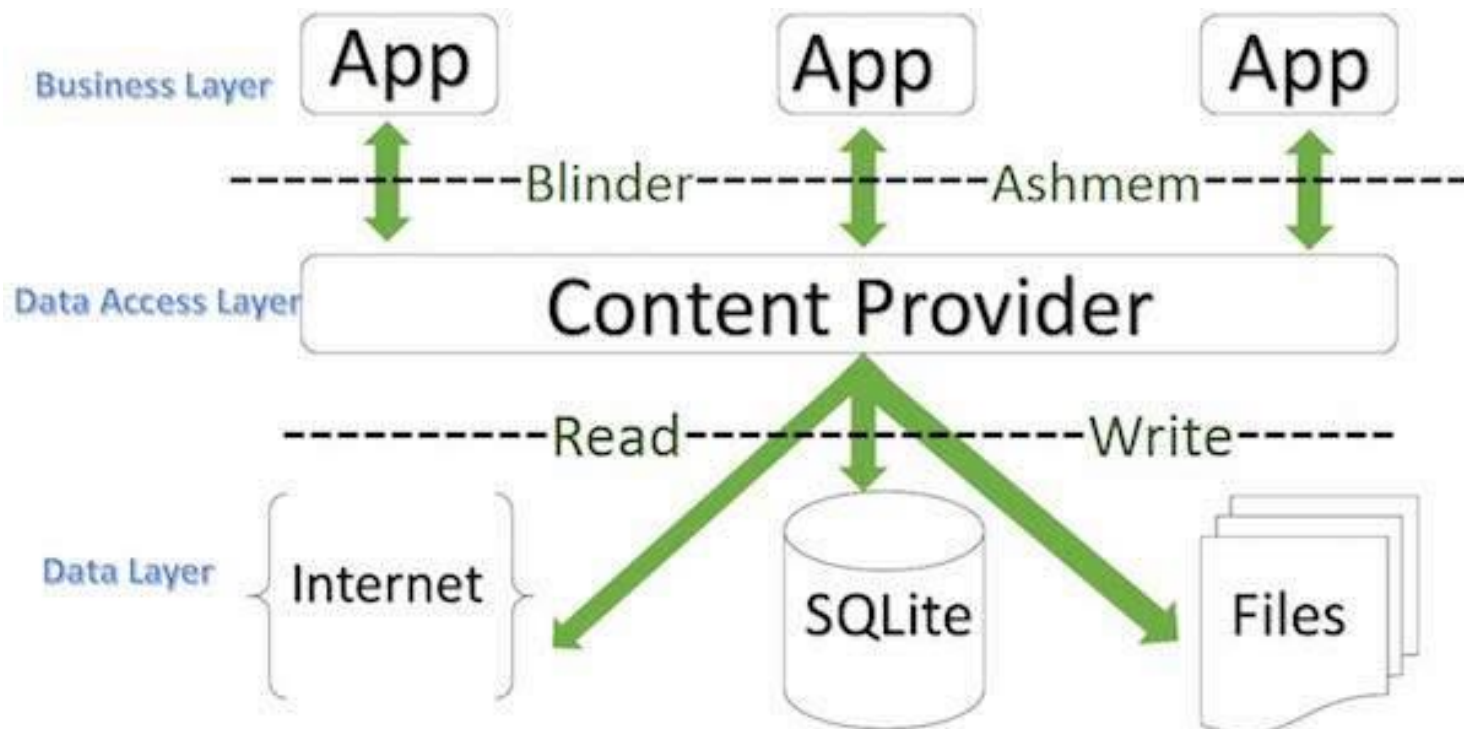 App App App
Business Layer
Blinder Ashmem
Data Access Layer
Content Provider
Read Write
Data Layer
Internet
SQLite
Files